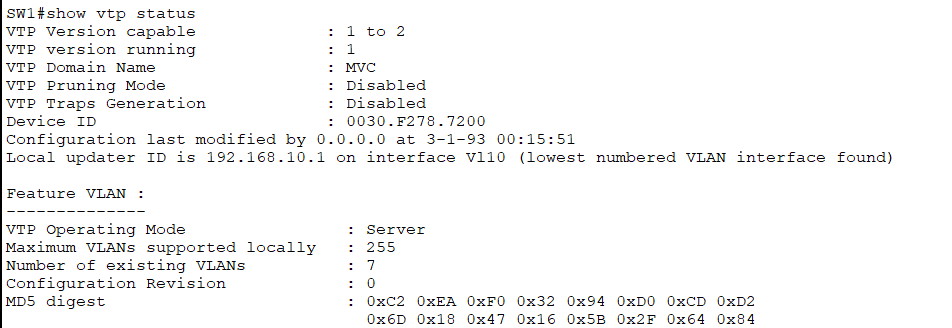 SW1#show vtp status
VTP Version capable : 1 to 2
VTP version running : 1
VTP Domain Name : MVC
VTP Pruning Mode : Disabled
VTP Traps Generation : Disabled
Device ID : 0030.F278.7200
Configuration last modified by 0.0.0.0 at 3-1-93 00:15:51
Local updater ID is 192.168.10.1 on interface Vl10 (lowest numbered VLAN interface found)
Feature VLAN :
--------------
VTP Operating Mode : Server
Maximum VLANs supported locally : 255
Number of existing VLANs : 7
Configuration Revision : 0
MD5 digest : 0xC2 0xEA 0xF0 0x32 0x94 0xD0 0xCD 0xD2
0x6D 0x18 0x47 0x16 0x5B 0x2F 0x64 0x84